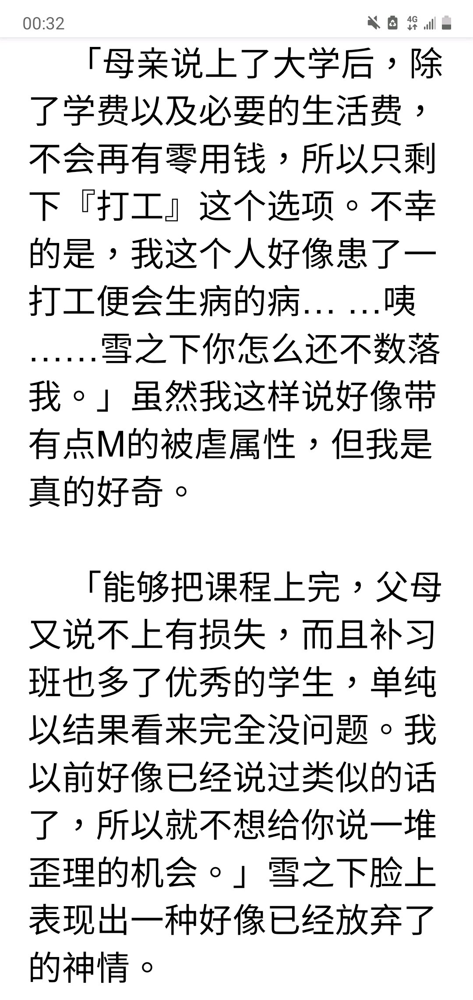 00:32
4G
「母亲说上了大学后，除
了学费以及必要的生活费，
不会再有零用钱，所以只剩
下『打工』这个选项。不幸
的是，我这个人好像患了一
打工便会生病的病… …咦
……雪之下你怎么还不数落
我。」虽然我这样说好像带
有点M的被虐属性，但我是
真的好奇。
「能够把课程上完，父母
又说不上有损失，而且补习
班也多了优秀的学生，单纯
以结果看来完全没问题。我
以前好像已经说过类似的话
了，所以就不想给你说一堆
歪理的机会。」雪之下脸上
表现出一种好像已经放弃了
的神情。